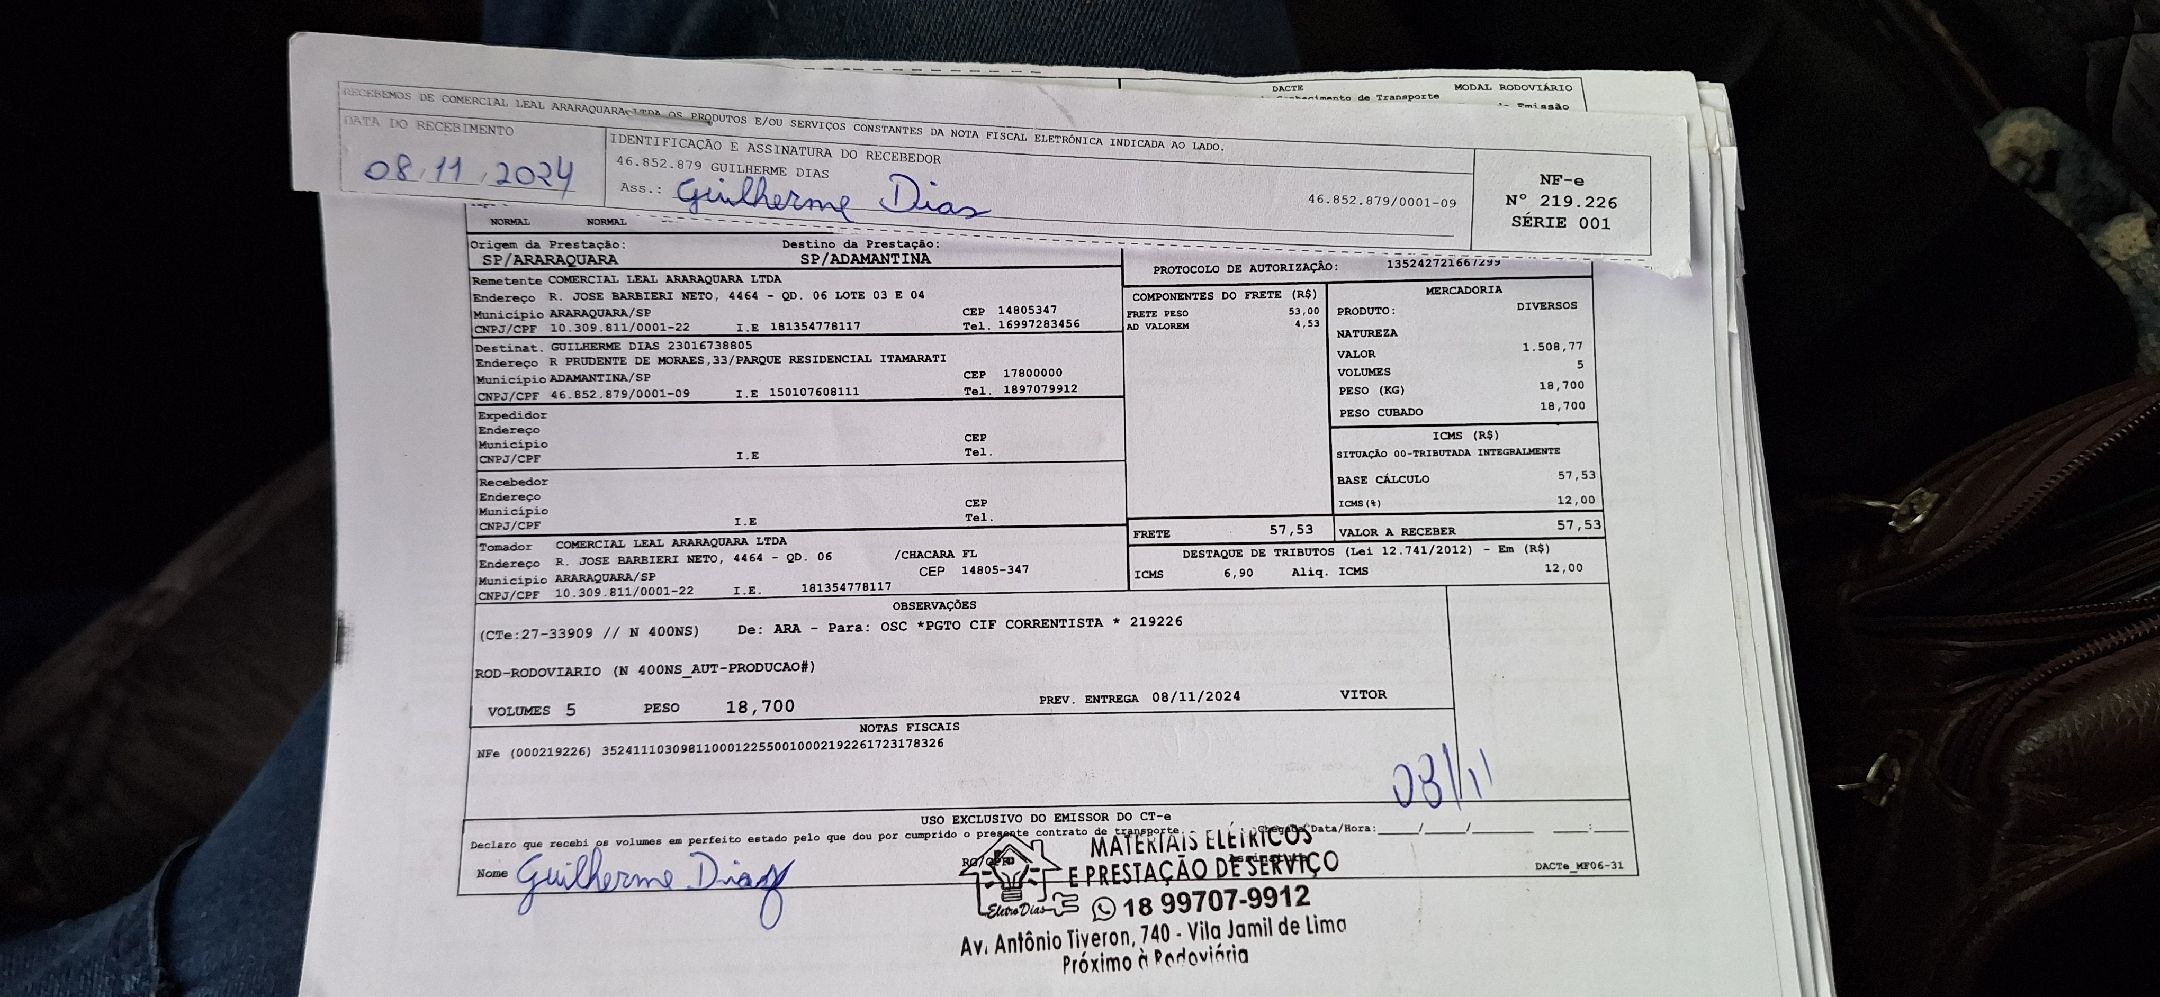 DACTE
MODAL RODOVIÁRIO
de Transporte
Emissão
RECEBEMOS DE COMERCIAL LEAL ARARAQUARA LTDA OS PRODUTOS E/OU SERVIÇOS CONSTANTES DA NOTA FISCAL ELETRÔNICA INDICADA AO LADO.
DATA DO RECEBIMENTO
08.11.2024
IDENTIFICAÇÃO E ASSINATURA DO RECEBEDOR
46.852.879 GUILHERME DIAS
Ass.: Guilherme Dias
46.852.879/0001-09
NF-e
Nº 219.226
SÉRIE 001
NORMAL NORMAL
Origem da Prestação: Destino da Prestação:
SP/ARARAQUARA SP/ADAMANTINA
Remetente COMERCIAL LEAL ARARAQUARA LTDA
Endereço R. JOSE BARBIERI NETO, 4464 - QD. 06 LOTE 03 E 04
Município ARARAQUARA/SP CEP 14805347
CNPJ/CPF 10.309.811/0001-22 I.E 181354778117 Tel. 16997283456
Destinat. GUILHERME DIAS 23016738805
Endereço R PRUDENTE DE MORAES,33/PARQUE RESIDENCIAL ITAMARATI
Município ADAMANTINA/SP CEP 17800000
CNPJ/CPF 46.852.879/0001-09 I.E 150107608111 Tel. 1897079912
Expedidor
Endereço
Município CEP
CNPJ/CPF I.E Tel.
Recebedor
Endereço
Município CEP
CNPJ/CPF I.E Tel.
Tomador COMERCIAL LEAL ARARAQUARA LTDA
Endereço R. JOSE BARBIERI NETO, 4464 - QD. 06 /CHACARA FL
Município ARARAQUARA/SP CEP 14805-347
CNPJ/CPF 10.309.811/0001-22 I.E. 181354778117
PROTOCOLO DE AUTORIZAÇÃO: 135242721667299
COMPONENTES DO FRETE (R$)
FRETE PESO 53,00
AD VALOREM 4,53
MERCADORIA
PRODUTO: DIVERSOS
NATUREZA
VALOR 1.508,77
VOLUMES 5
PESO (KG) 18,700
PESO CUBADO 18,700
ICMS (R$)
SITUAÇÃO 00-TRIBUTADA INTEGRALMENTE
BASE CÁLCULO 57,53
ICMS(%) 12,00
FRETE 57,53 VALOR A RECEBER 57,53
DESTAQUE DE TRIBUTOS (Lei 12.741/2012) - Em (R$)
ICMS 6,90 Aliq. ICMS 12,00
OBSERVAÇÕES
(CTe:27-33909 // N 400NS) De: ARA - Para: OSC *PGTO CIF CORRENTISTA * 219226
ROD-RODOVIARIO (N 400NS_AUT-PRODUCAO#)
VOLUMES 5 PESO 18,700 PREV. ENTREGA 08/11/2024 VITOR
NOTAS FISCAIS
NFe (000219226) 35241110309811000122550010002192261723178326
08/11
USO EXCLUSIVO DO EMISSOR DO CT-e
Declaro que recebi os volumes em perfeito estado pelo que dou por cumprido o presente contrato de transporte. Chegada Data/Hora:___/___/_____ __:__
Nome Guilherme Dias
DACTe_MF06-31
MATERIAIS ELÉTRICOS
E PRESTAÇÃO DE SERVIÇO
Eletro Dias
18 99707-9912
Av. Antônio Tiveron, 740 - Vila Jamil de Lima
Próximo à Rodoviária